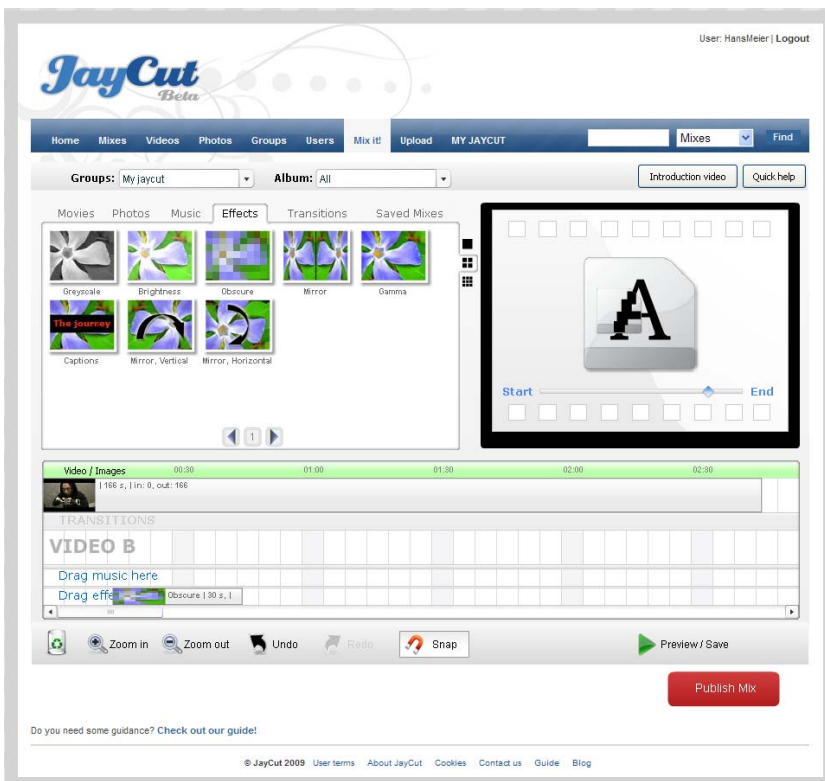 User: HansMeier | Logout
JayCut
Beta
Home Mixes Videos Photos Groups Users Mix it! Upload MY JAYCUT Mixes Find
Groups: My jaycut Album: All Introduction video Quick help
Movies Photos Music Effects Transitions Saved Mixes
Greyscale Brightness Obscure Mirror Gamma
The journey
Captions Mirror, Vertical Mirror, Horizontal
A
Start End
1
Video / Images 00:30 01:00 01:30 02:00 02:30
| 166 s, | in: 0, out: 166
TRANSITIONS
VIDEO B
Drag music here
Drag effe Obscure | 30 s, |
Zoom in Zoom out Undo Redo Snap Preview / Save
Publish Mix
Do you need some guidance? Check out our guide!
© JayCut 2009 User terms About JayCut Cookies Contact us Guide Blog